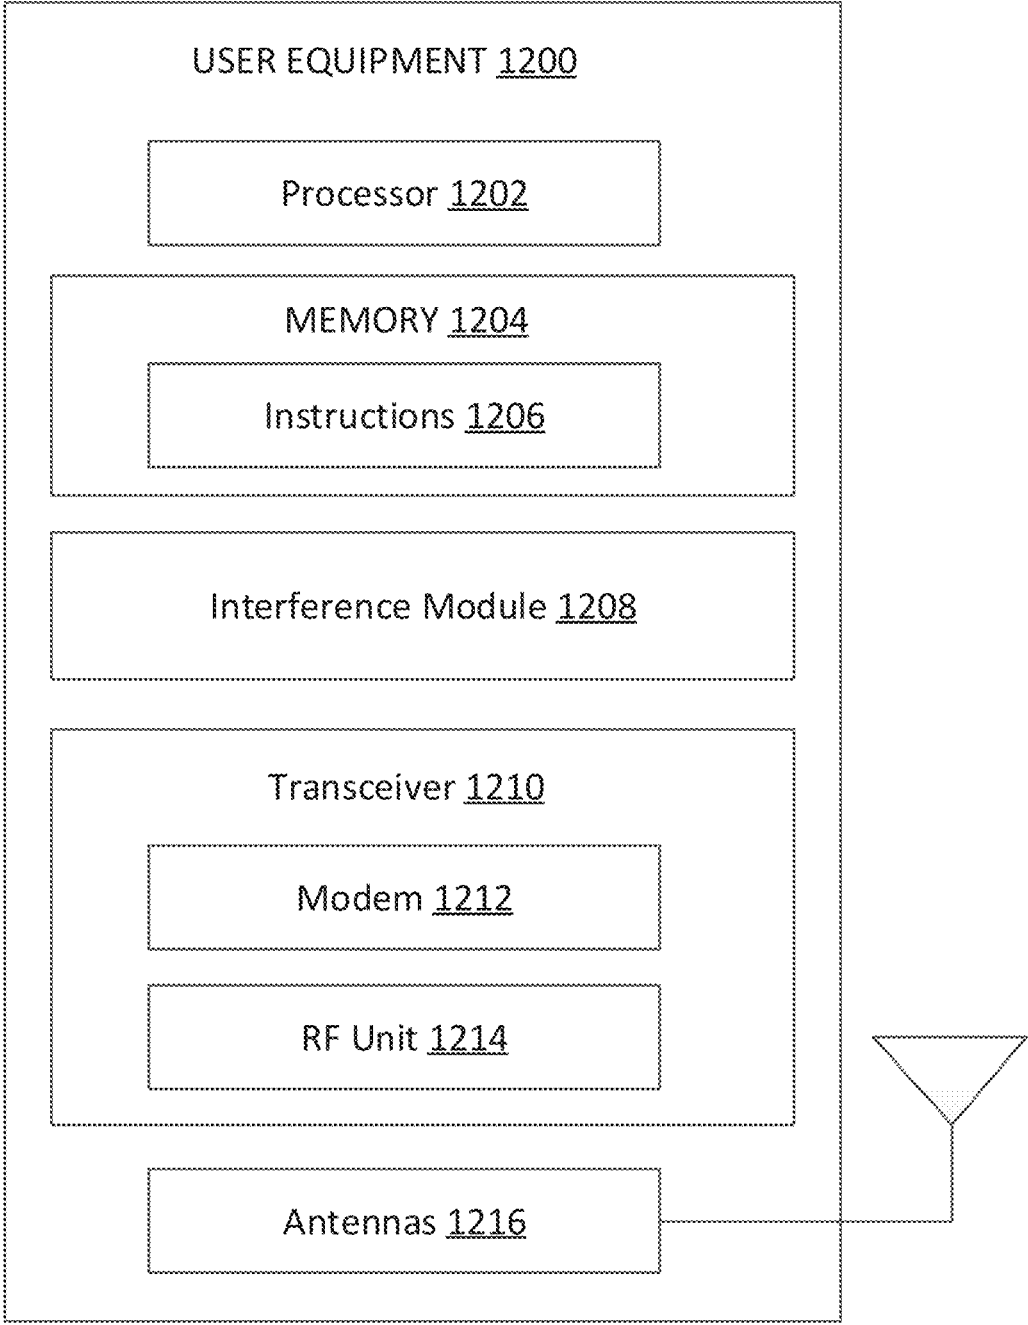 USER EQUIPMENT 1200
Processor 1202
MEMORY 1204
Instructions 1206
Interference Module 1208
Transceiver 1210
Modem 1212
RF Unit 1214
Antennas 1216